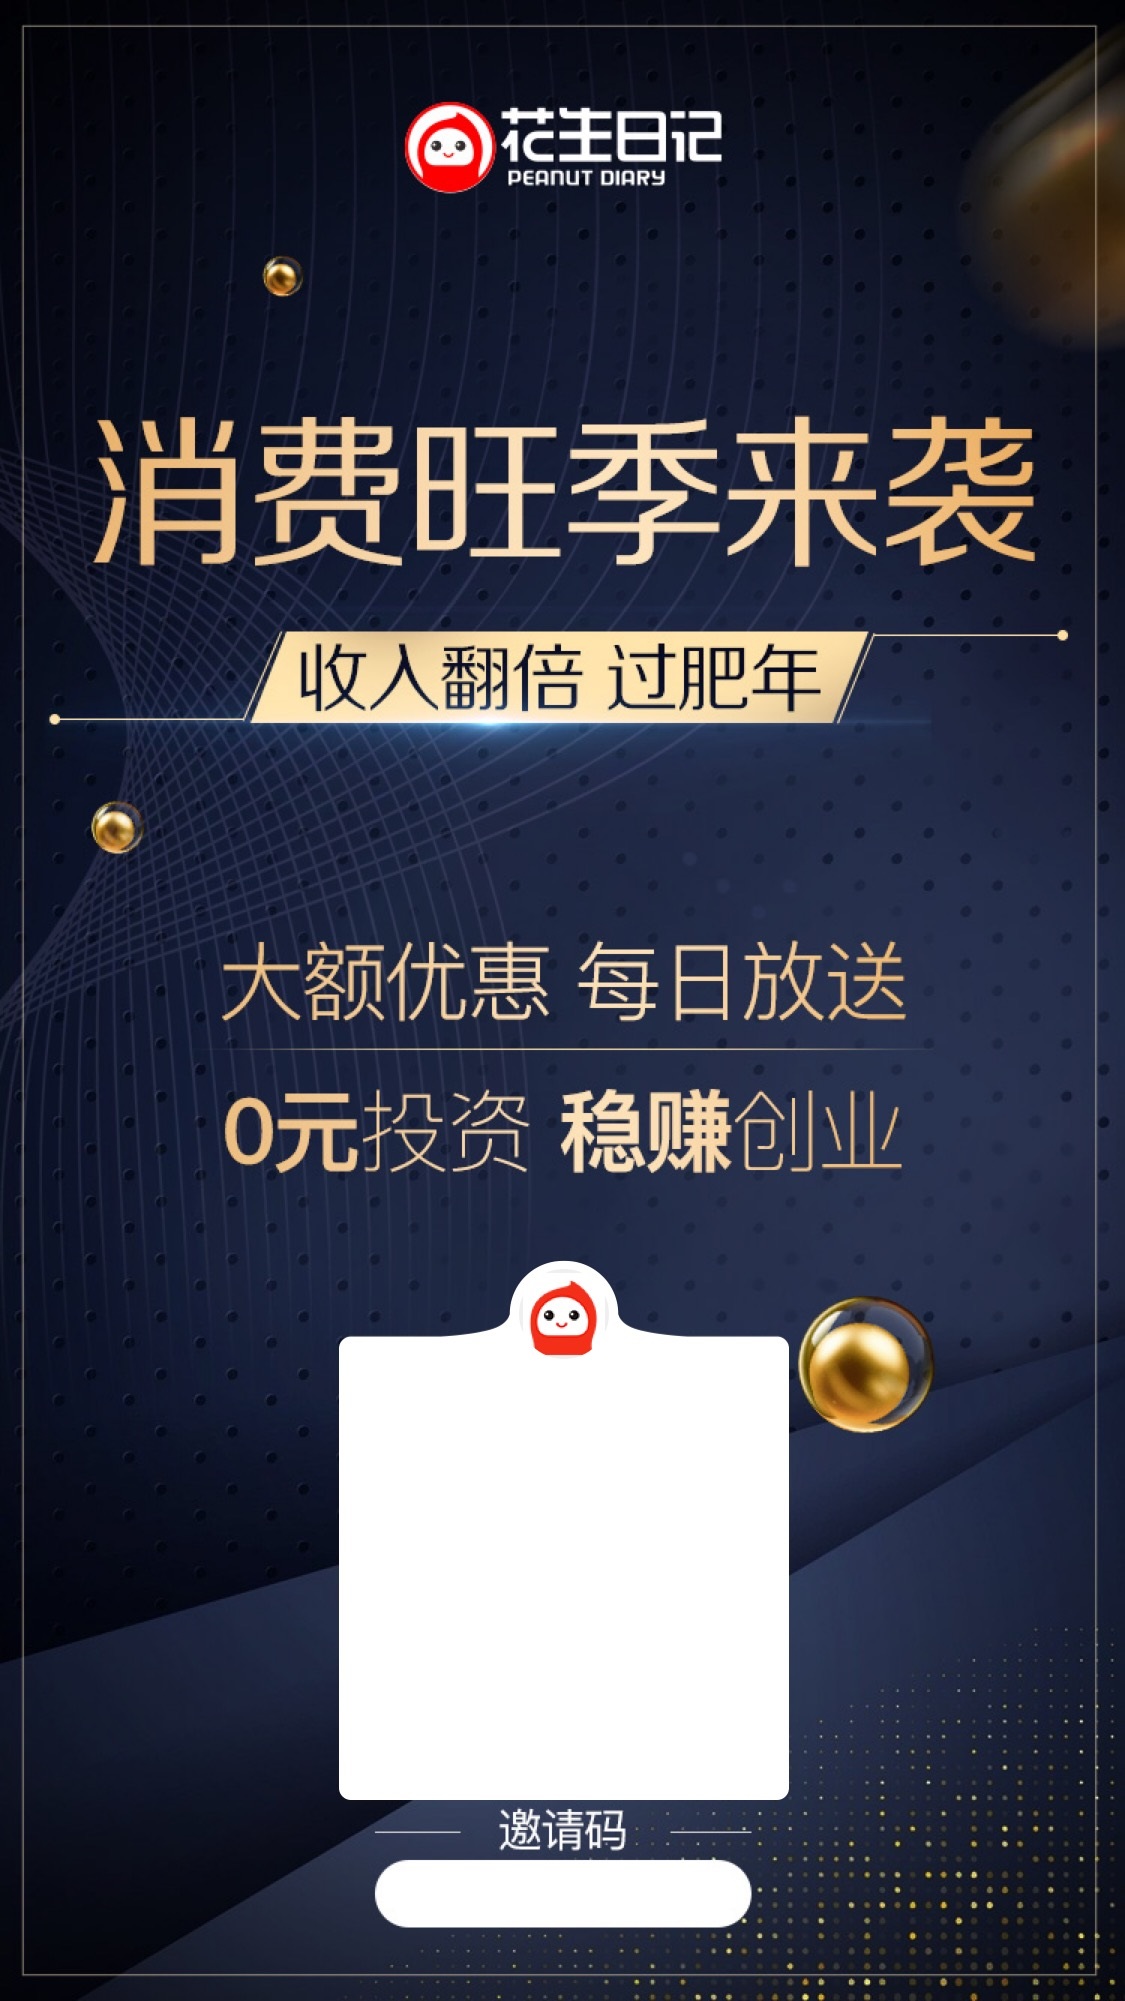 花生日记
PEANUT DIARY
消费旺季来袭
收入翻倍 过肥年
大额优惠 每日放送
0元投资 稳赚创业
邀请码